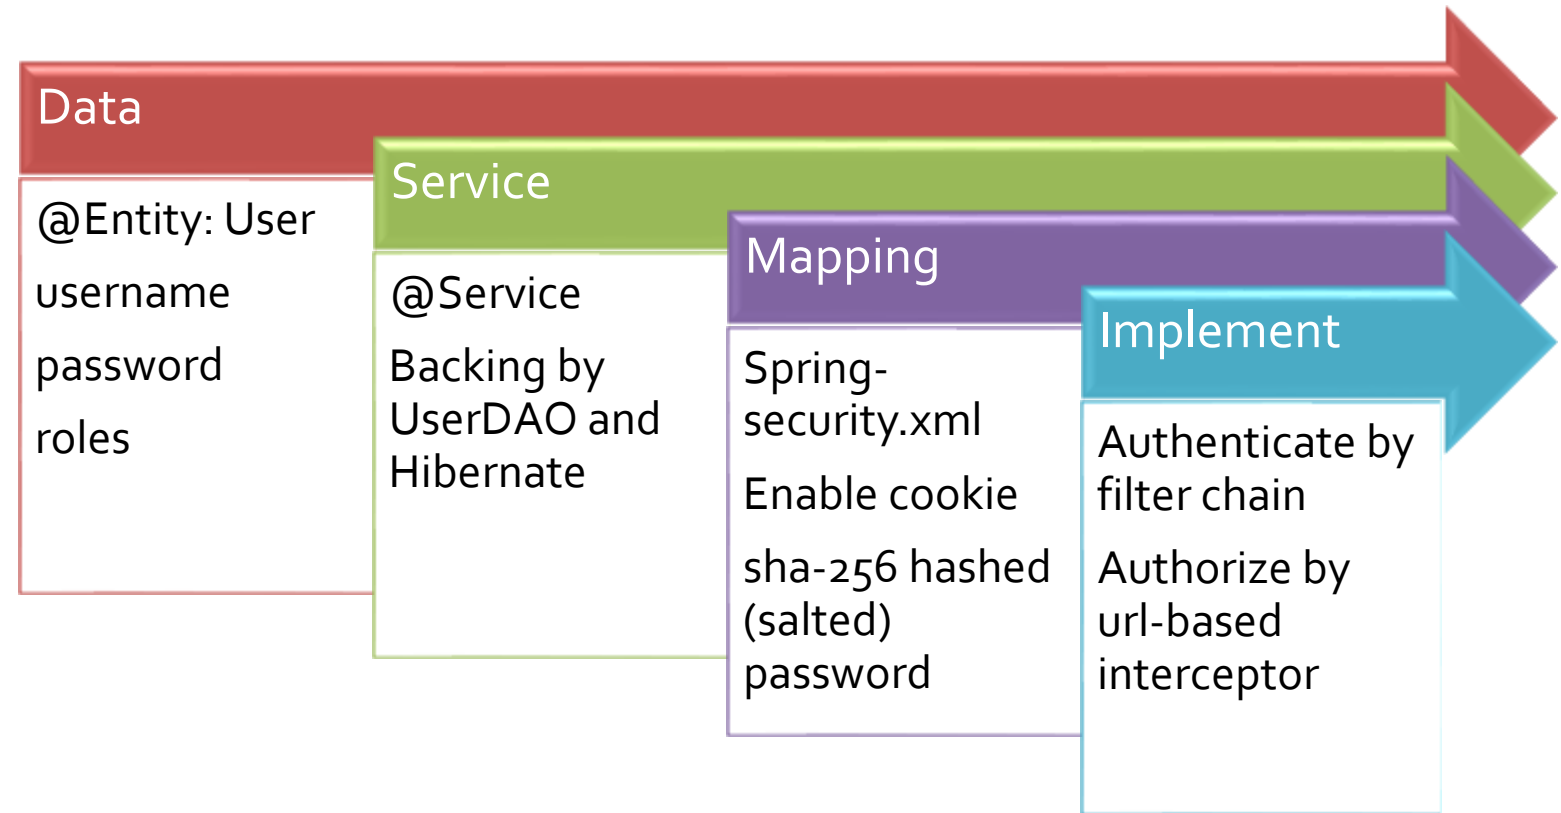 Data
@Entity: User
username
password
roles
Service
@Service
Backing by
UserDAO and
Hibernate
Mapping
Spring-
security.xml
Enable cookie
sha-256 hashed
(salted)
password
Implement
Authenticate by
filter chain
Authorize by
url-based
interceptor